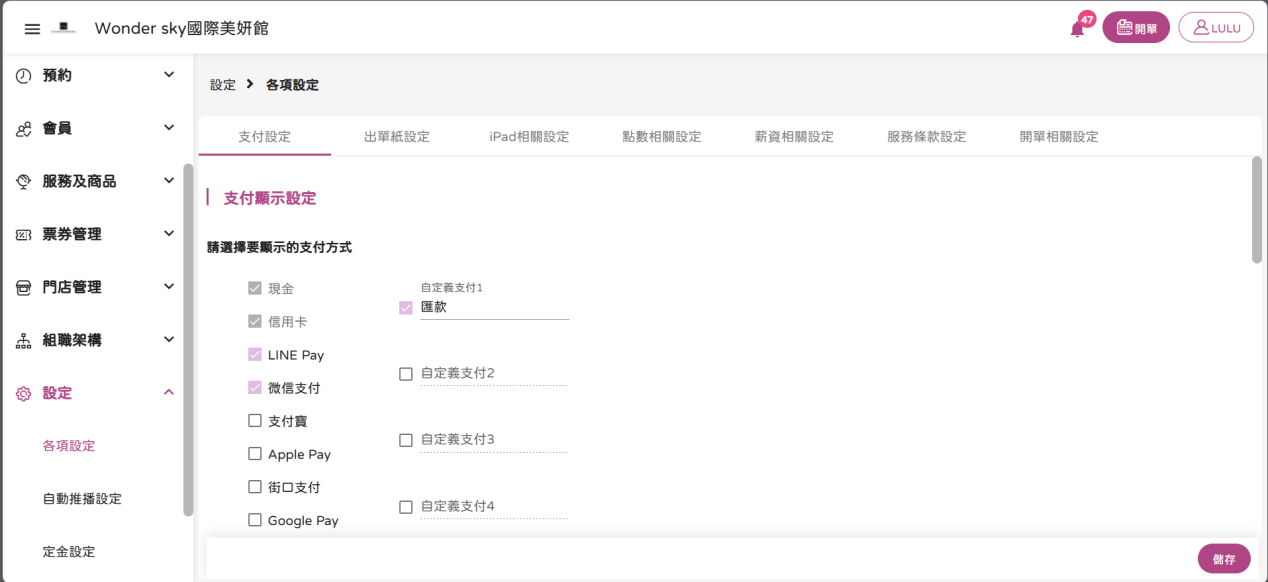 Wonder sky國際美妍館
47
開單
LULU
預約
會員
服務及商品
票券管理
門店管理
組職架構
設定
各項設定
自動推播設定
定金設定
設定 > 各項設定
支付設定 出單紙設定 iPad相關設定 點數相關設定 薪資相關設定 服務條款設定 開單相關設定
支付顯示設定
請選擇要顯示的支付方式
現金
信用卡
LINE Pay
微信支付
支付寶
Apple Pay
街口支付
Google Pay
自定義支付1
匯款
自定義支付2
自定義支付3
自定義支付4
儲存